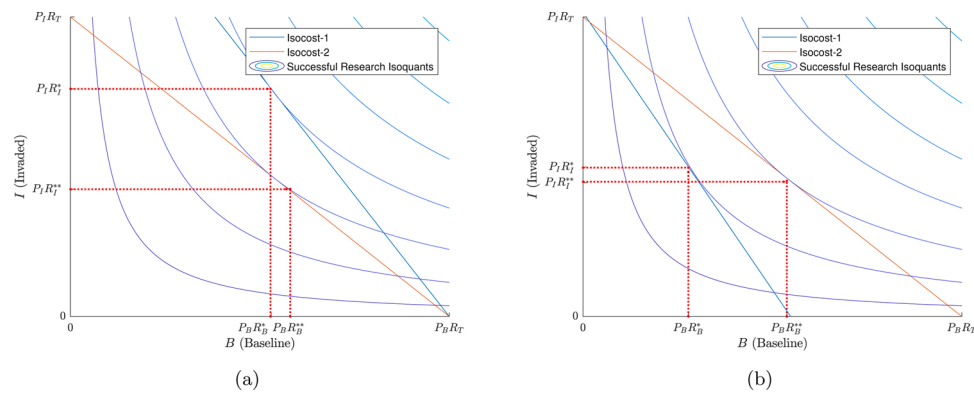 P_I R_T
Isocost-1
Isocost-2
Successful Research Isoquants
P_I R_I^*
I (Invaded)
P_I R_I^{**}
0
0
P_B R_B^*
P_B R_B^{**}
P_B R_T
B (Baseline)
(a)
P_I R_T
Isocost-1
Isocost-2
Successful Research Isoquants
P_I R_I^*
P_I R_I^{**}
I (Invaded)
0
0
P_B R_B^*
P_B R_B^{**}
P_B R_T
B (Baseline)
(b)